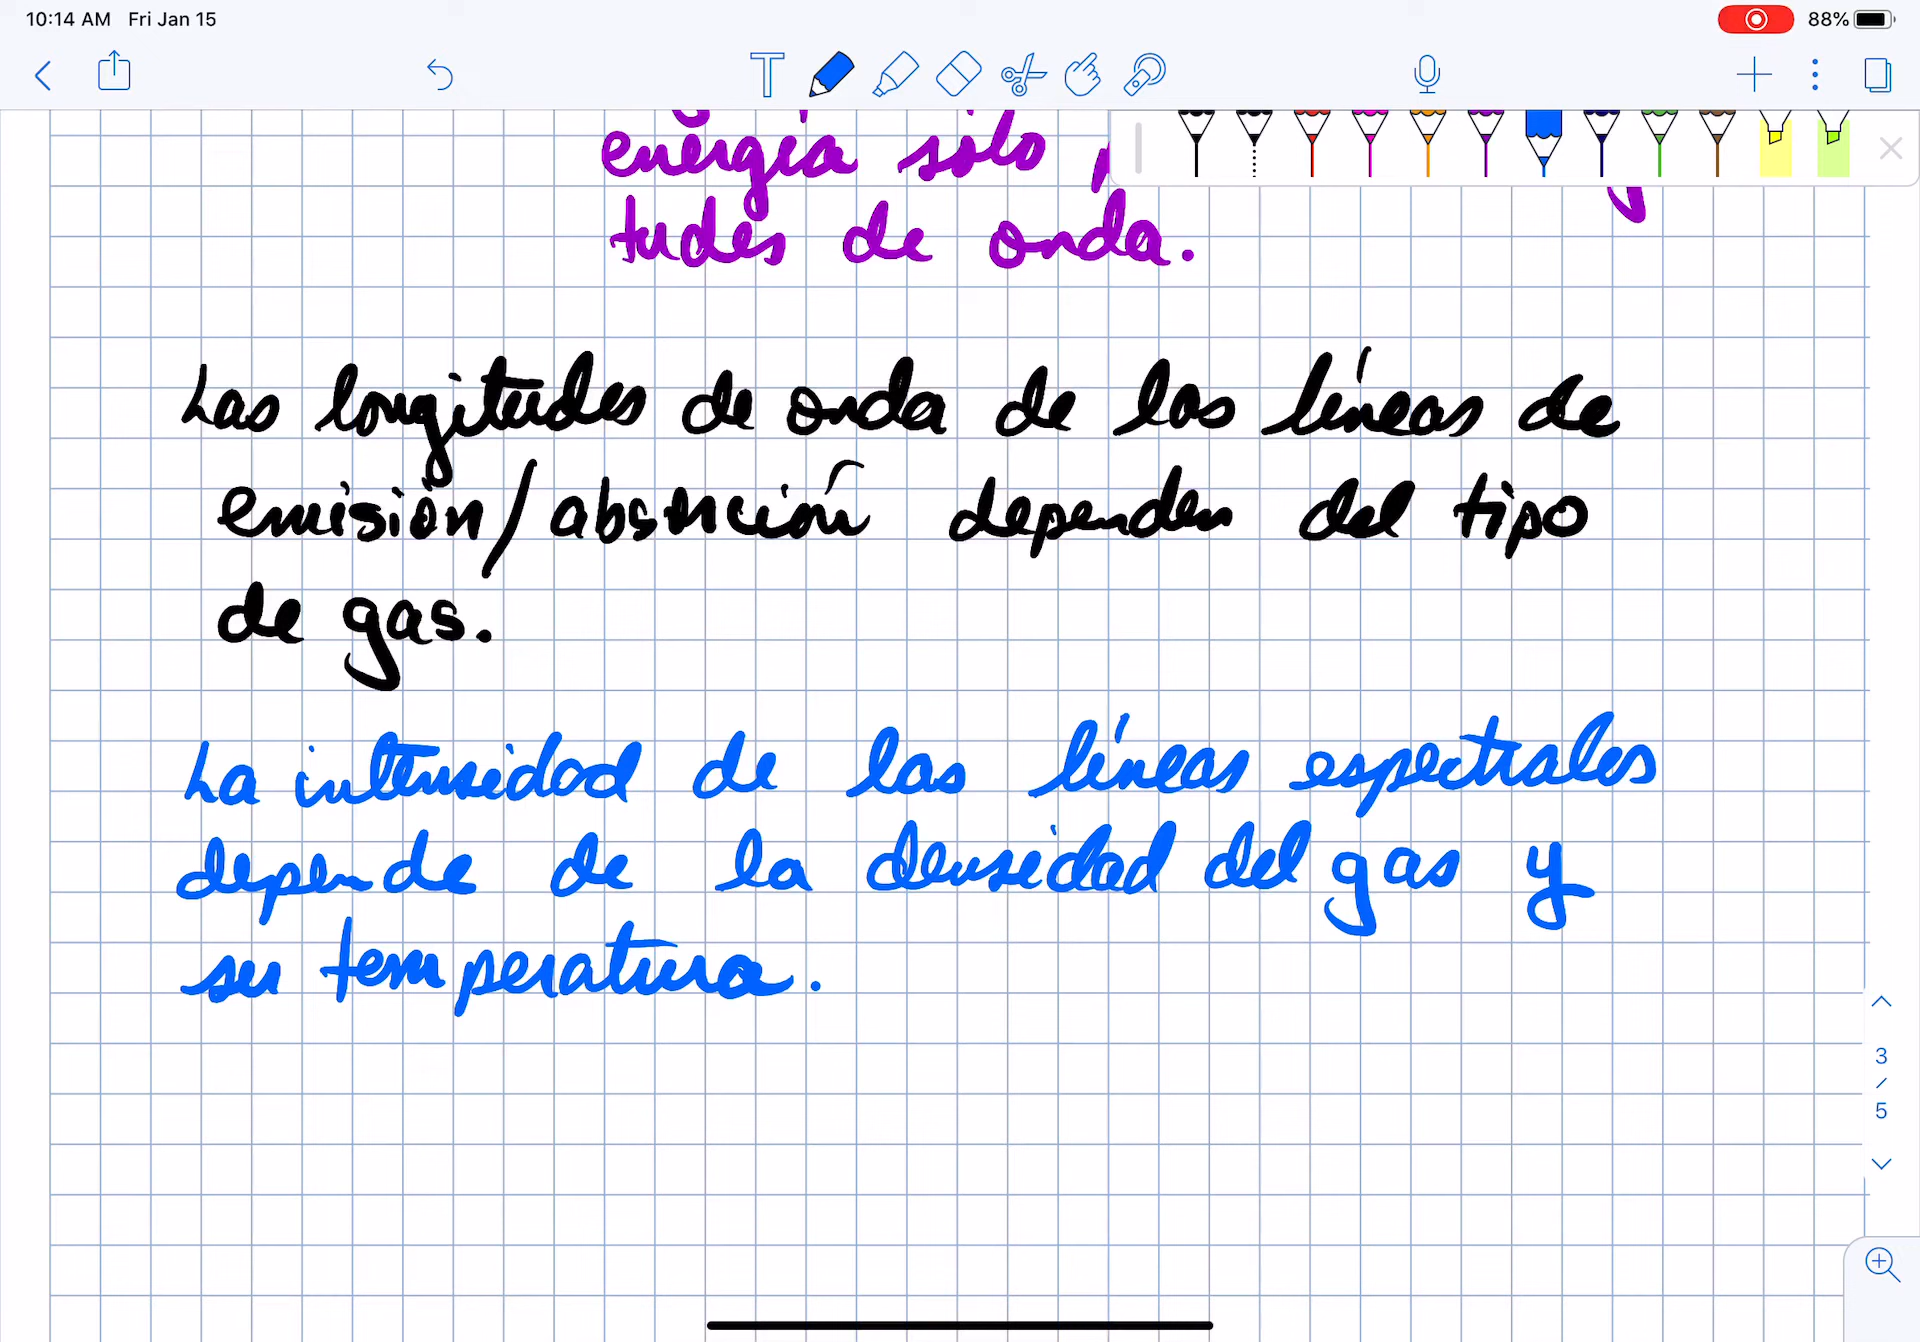 10:14 AM Fri Jan 15
88%
energía sólo
tudes de onda.
Las longitudes de onda de las líneas de
emisión/absorción dependen del tipo
de gas.
La intensidad de las líneas espectrales
depende de la densidad del gas y
su temperatura.
3
/
5